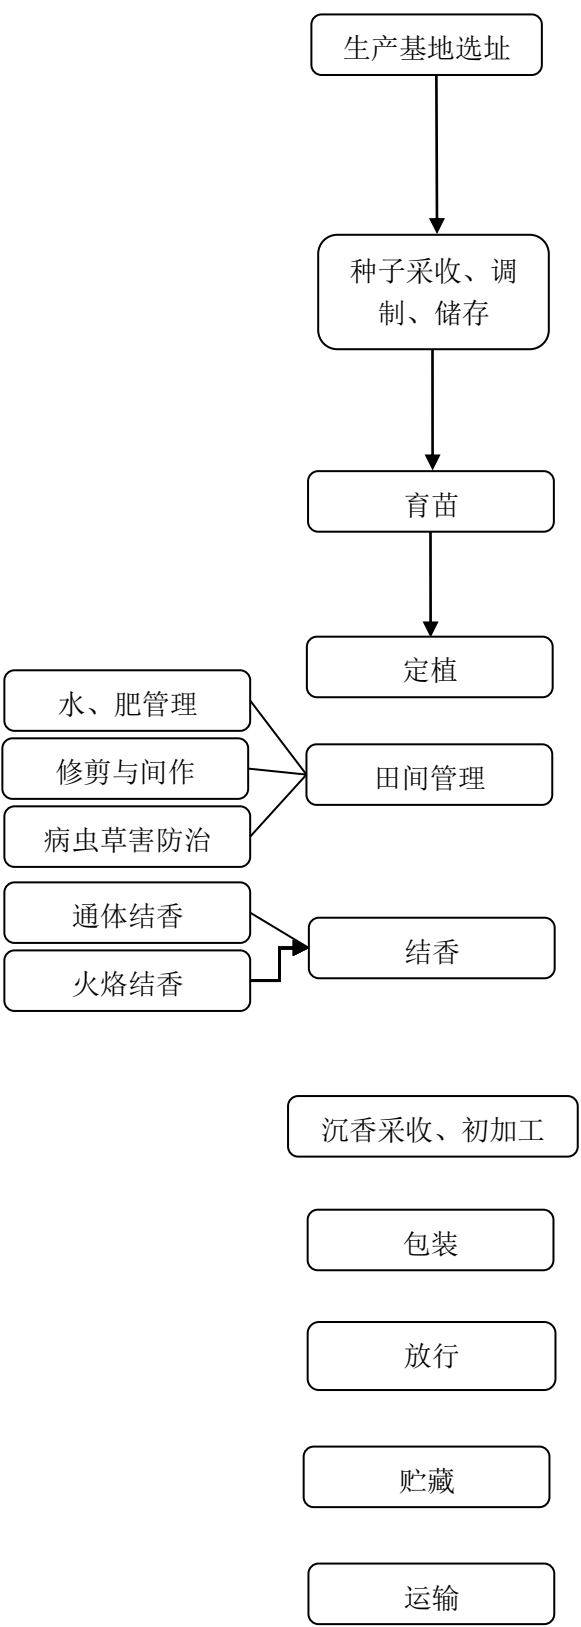 生产基地选址
种子采收、调
制、储存
育苗
定植
水、肥管理
修剪与间作
田间管理
病虫草害防治
通体结香
结香
火烙结香
沉香采收、初加工
包装
放行
贮藏
运输